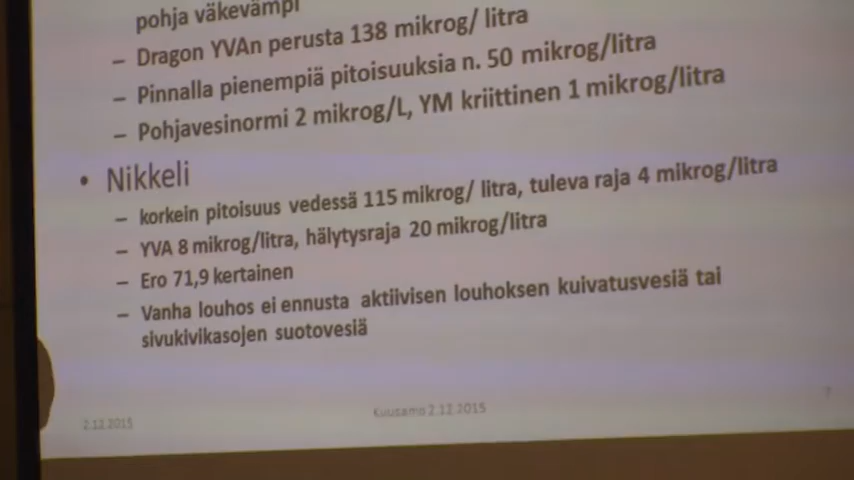 pohja väkevämpi
– Dragon YVAn perusta 138 mikrog/ litra
– Pinnalla pienempiä pitoisuuksia n. 50 mikrog/litra
– Pohjavesinormi 2 mikrog/L, YM kriittinen 1 mikrog/litra
• Nikkeli
– korkein pitoisuus vedessä 115 mikrog/ litra, tuleva raja 4 mikrog/litra
– YVA 8 mikrog/litra, hälytysraja 20 mikrog/litra
– Ero 71,9 kertainen
– Vanha louhos ei ennusta aktiivisen louhoksen kuivatusvesiä tai
sivukivikasojen suotovesiä
2.12.2015
Kuusamo 2.12.2015
7